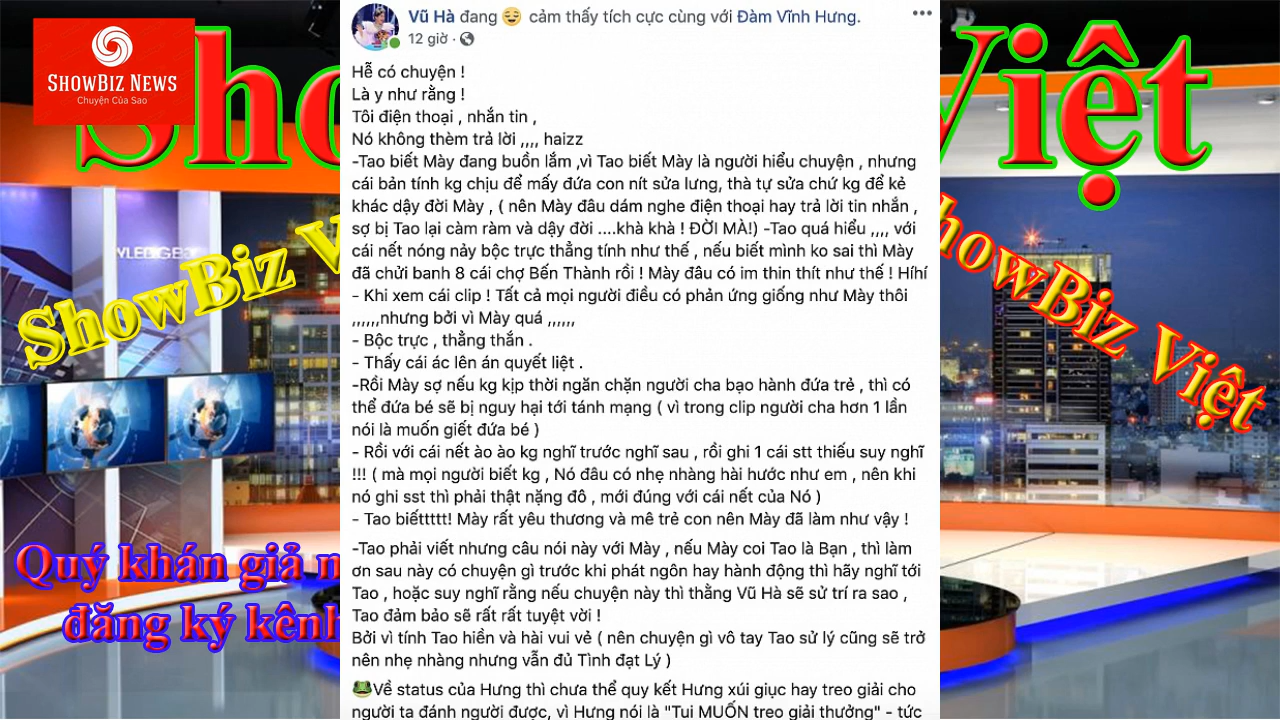 SHOWBIZ NEWS
Chuyện Của Sao
Việt
ShowBiz
ShowBiz Việt
Quý khán giả
đăng ký kênh
Vũ Hà đang 😌 cảm thấy tích cực cùng với Đàm Vĩnh Hưng.
12 giờ ·
Hễ có chuyện !
Là y như rằng !
Tôi điện thoại , nhắn tin ,
Nó không thèm trả lời ,,,, haizz
-Tao biết Mày đang buồn lắm ,vì Tao biết Mày là người hiểu chuyện , nhưng
cái bản tính kg chịu để mấy đứa con nít sửa lưng, thà tự sửa chứ kg để kẻ
khác dậy đời Mày , ( nên Mày đâu dám nghe điện thoại hay trả lời tin nhắn ,
sợ bị Tao lại càm ràm và dậy đời ....khà khà ! ĐỜI MÀ!) -Tao quá hiểu ,,,, với
cái nết nóng nảy bộc trực thẳng tính như thế , nếu biết mình ko sai thì Mày
đã chửi banh 8 cái chợ Bến Thành rồi ! Mày đâu có im thin thít như thế ! Híhí
- Khi xem cái clip ! Tất cả mọi người điều có phản ứng giống như Mày thôi
,,,,,,nhưng bởi vì Mày quá ,,,,,,
- Bộc trực , thẳng thắn .
- Thấy cái ác lên án quyết liệt .
-Rồi Mày sợ nếu kg kịp thời ngăn chặn người cha bạo hành đứa trẻ , thì có
thể đứa bé sẽ bị nguy hại tới tánh mạng ( vì trong clip người cha hơn 1 lần
nói là muốn giết đứa bé )
- Rồi với cái nết ào ào kg nghĩ trước nghĩ sau , rồi ghi 1 cái stt thiếu suy nghĩ
!!! ( mà mọi người biết kg , Nó đâu có nhẹ nhàng hài hước như em , nên khi
nó ghi sst thì phải thật nặng đô , mới đúng với cái nết của Nó )
- Tao biếttttt! Mày rất yêu thương và mê trẻ con nên Mày đã làm như vậy !
-Tao phải viết nhưng câu nói này với Mày , nếu Mày coi Tao là Bạn , thì làm
ơn sau này có chuyện gì trước khi phát ngôn hay hành động thì hãy nghĩ tới
Tao , hoặc suy nghĩ rằng nếu chuyện này thì thằng Vũ Hà sẽ sử trí ra sao ,
Tao đảm bảo sẽ rất rất tuyệt vời !
Bởi vì tính Tao hiền và hài vui vẻ ( nên chuyện gì vô tay Tao sử lý cũng sẽ trở
nên nhẹ nhàng nhưng vẫn đủ Tình đạt Lý )
🐸Về status của Hưng thì chưa thể quy kết Hưng xúi giục hay treo giải cho
người ta đánh người được, vì Hưng nói là "Tui MUỐN treo giải thưởng" - tức